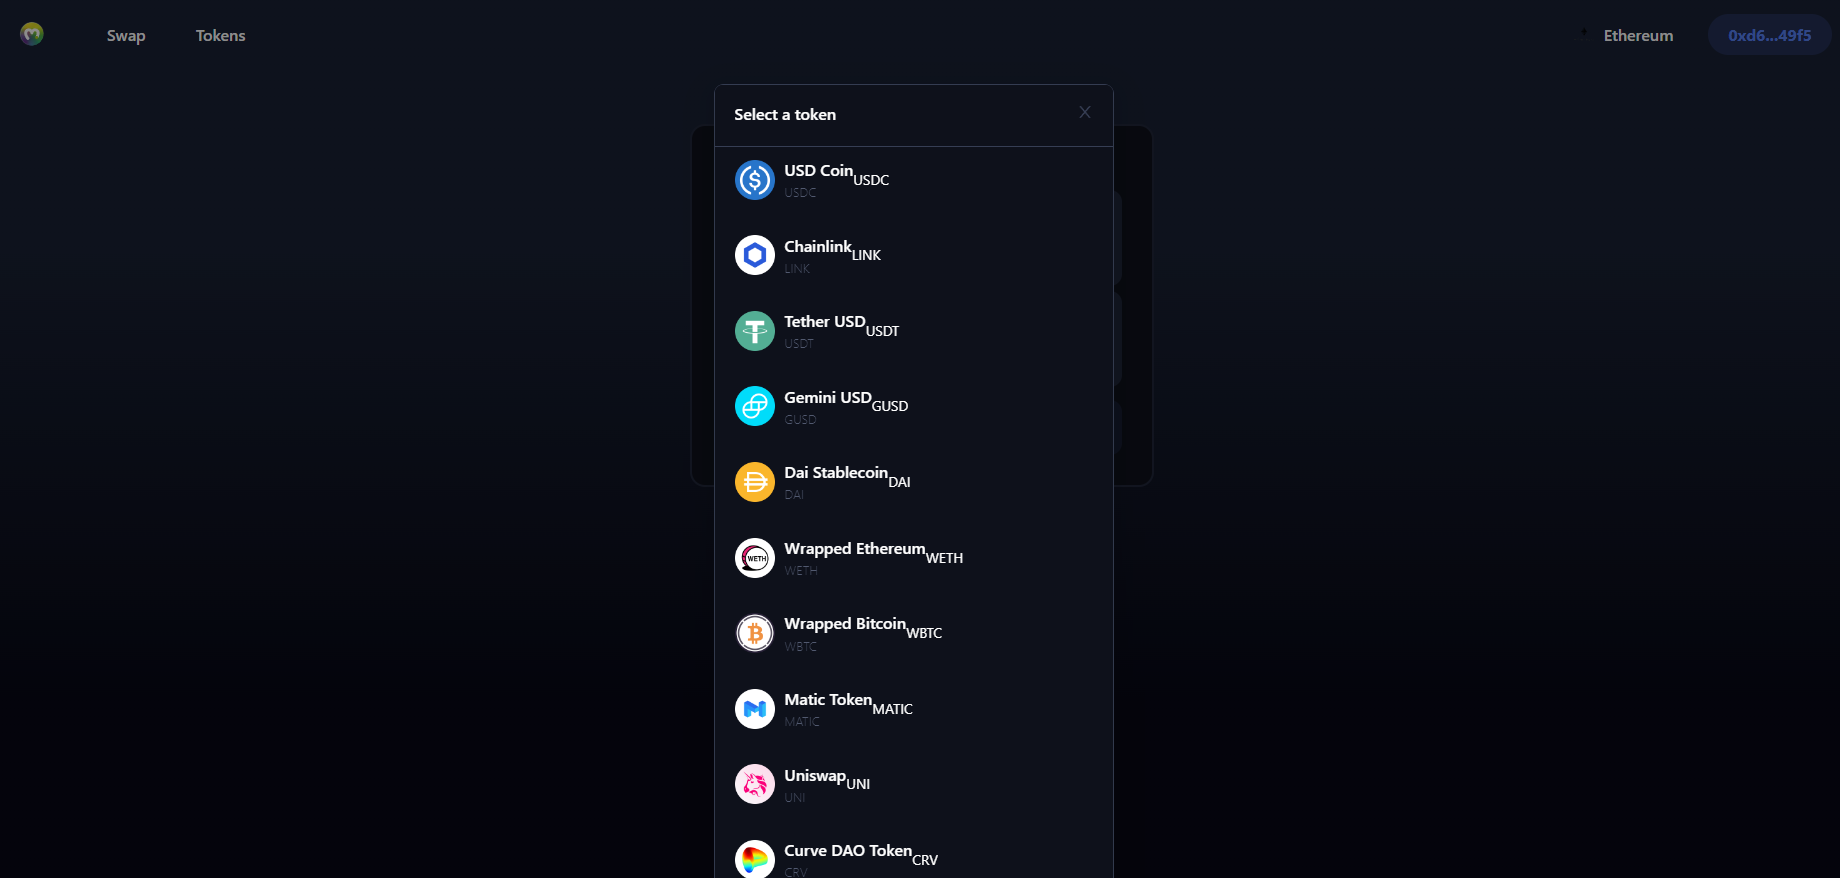 Swap
Tokens
Ethereum
0xd6...49f5
Select a token
USD Coin
USDC
USDC
Chainlink
LINK
LINK
Tether USD
USDT
USDT
Gemini USD
GUSD
GUSD
Dai Stablecoin
DAI
DAI
Wrapped Ethereum
WETH
WETH
WETH
Wrapped Bitcoin
WBTC
WBTC
Matic Token
MATIC
MATIC
Uniswap
UNI
UNI
Curve DAO Token
CRV
CRV